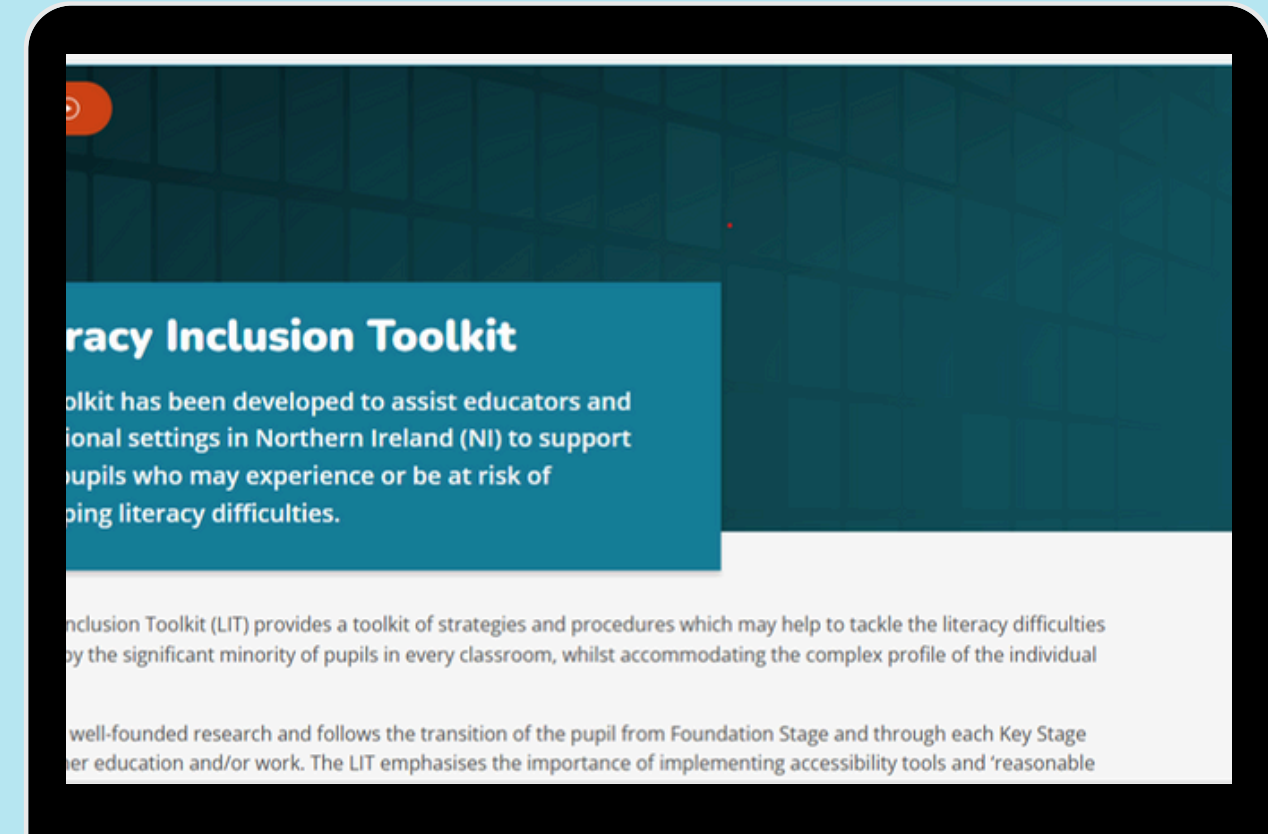 racy Inclusion Toolkit
olkit has been developed to assist educators and
ional settings in Northern Ireland (NI) to support
pupils who may experience or be at risk of
ping literacy difficulties.
nclusion Toolkit (LIT) provides a toolkit of strategies and procedures which may help to tackle the literacy difficulties
by the significant minority of pupils in every classroom, whilst accommodating the complex profile of the individual
well-founded research and follows the transition of the pupil from Foundation Stage and through each Key Stage
er education and/or work. The LIT emphasises the importance of implementing accessibility tools and ‘reasonable